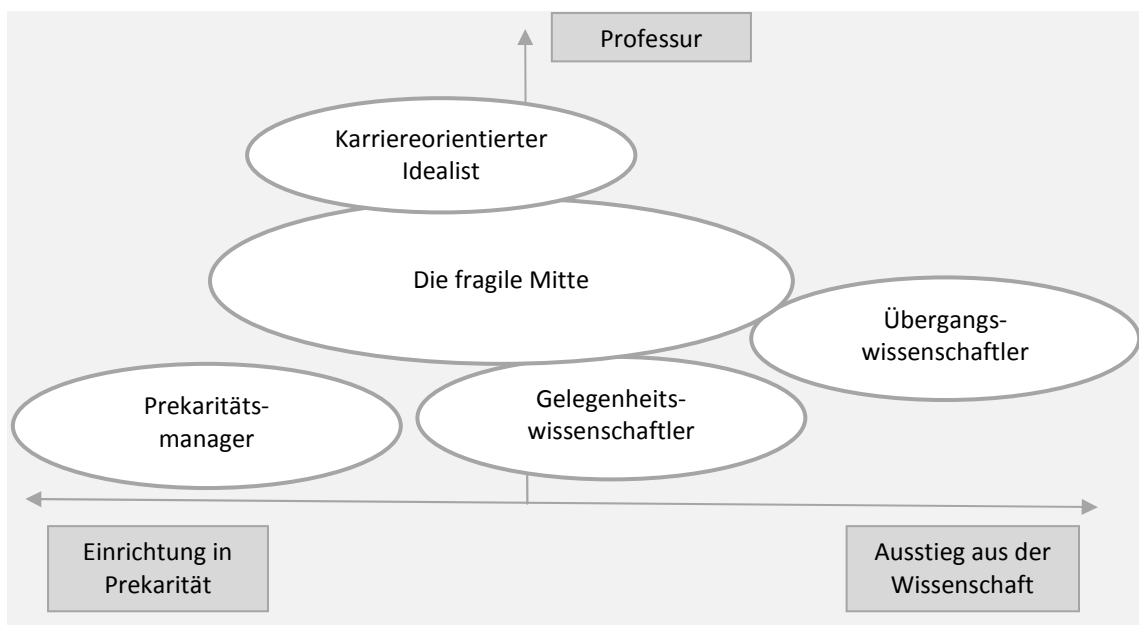 Professur
Karriereorientierter
Idealist
Die fragile Mitte
Übergangs-
wissenschaftler
Prekaritäts-
manager
Gelegenheits-
wissenschaftler
Einrichtung in
Prekarität
Ausstieg aus der
Wissenschaft